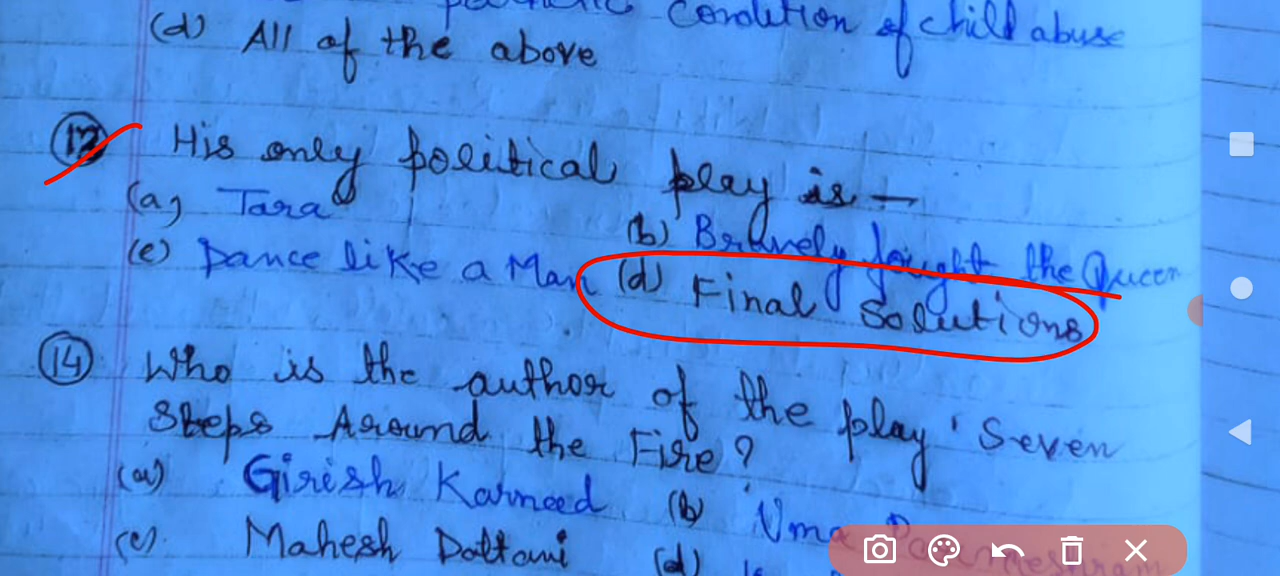 condition of child abuse
(d) All of the above
13 His only political play is —
(a) Tara
(b) Bravely fought the Queen
(c) Dance like a Man (d) Final Solutions
14 Who is the author of the play 'Seven
Steps Around the Fire?
(a) Girish Karnad (b) Uma
(c) Mahesh Dattani (d)